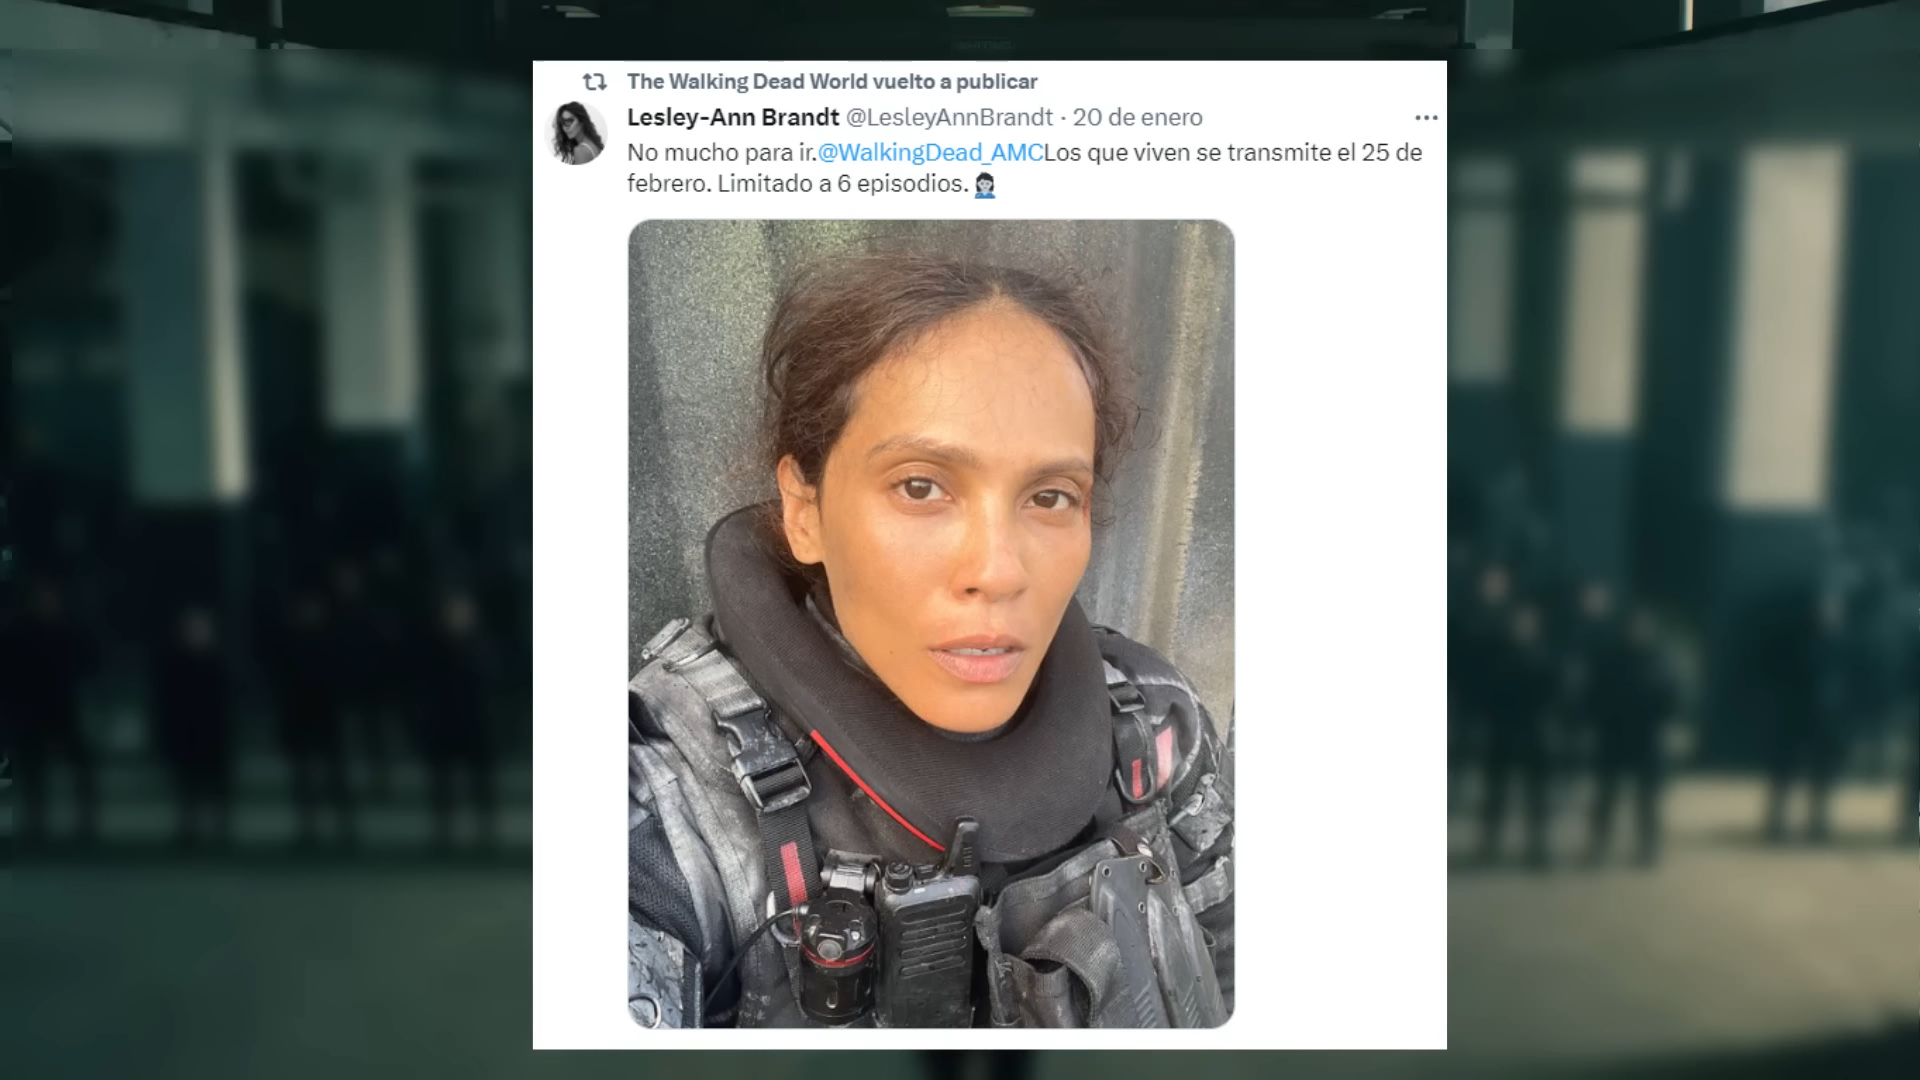 The Walking Dead World vuelto a publicar
Lesley-Ann Brandt @LesleyAnnBrandt · 20 de enero
No mucho para ir.@WalkingDead_AMCLos que viven se transmite el 25 de
febrero. Limitado a 6 episodios.